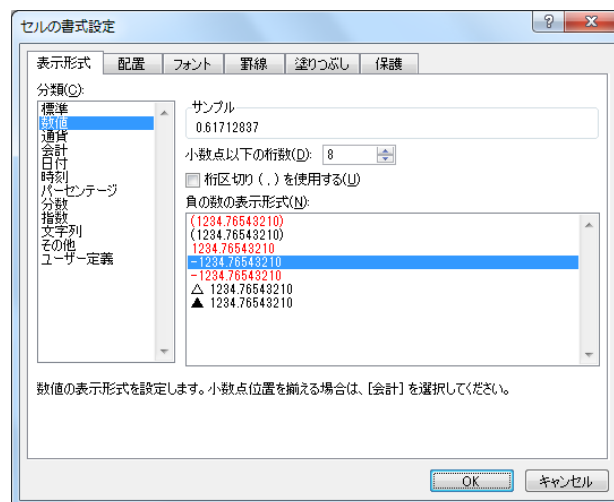 セルの書式設定
表示形式 配置 フォント 罫線 塗りつぶし 保護
分類(C):
標準
数値
通貨
会計
日付
時刻
パーセンテージ
分数
指数
文字列
その他
ユーザー定義
サンプル
0.61712837
小数点以下の桁数(D): 8
桁区切り( , )を使用する(U)
負の数の表示形式(N):
(1234.76543210)
(1234.76543210)
1234.76543210
-1234.76543210
-1234.76543210
△ 1234.76543210
▲ 1234.76543210
数値の表示形式を設定します。小数点位置を揃える場合は、[会計] を選択してください。
OK キャンセル